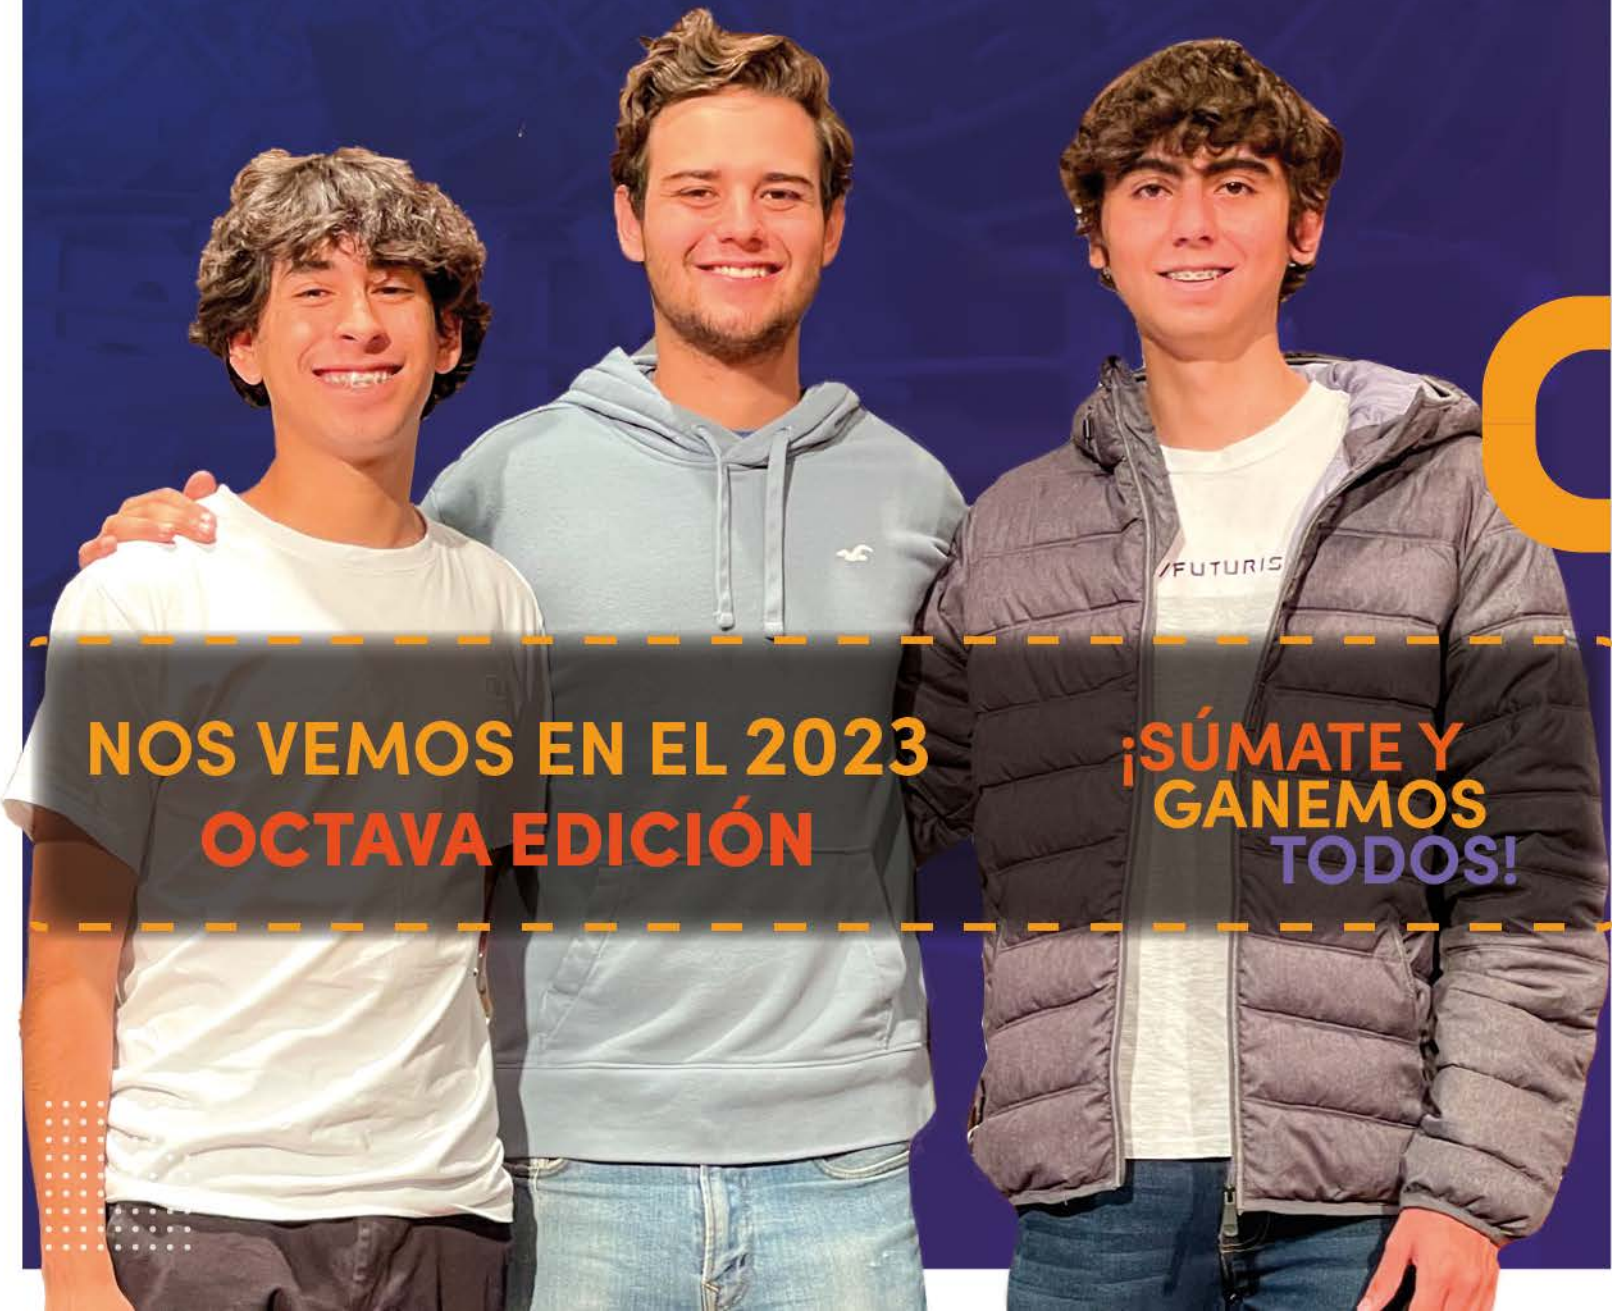 /FUTURIS
NOS VEMOS EN EL 2023
OCTAVA EDICIÓN
¡SÚMATE Y
GANEMOS
TODOS!